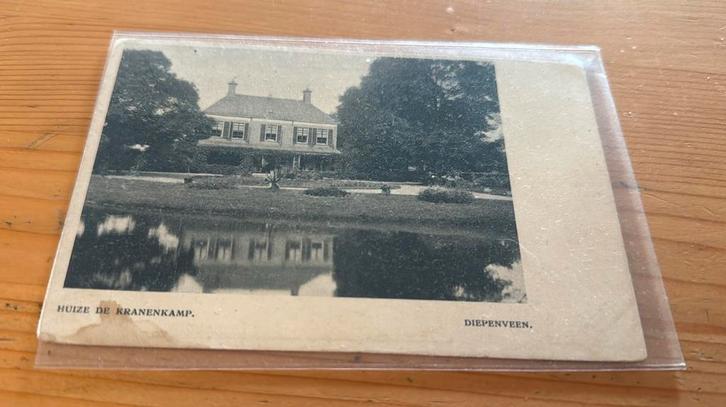 HUIZE DE KRANENKAMP.
DIEPENVEEN.